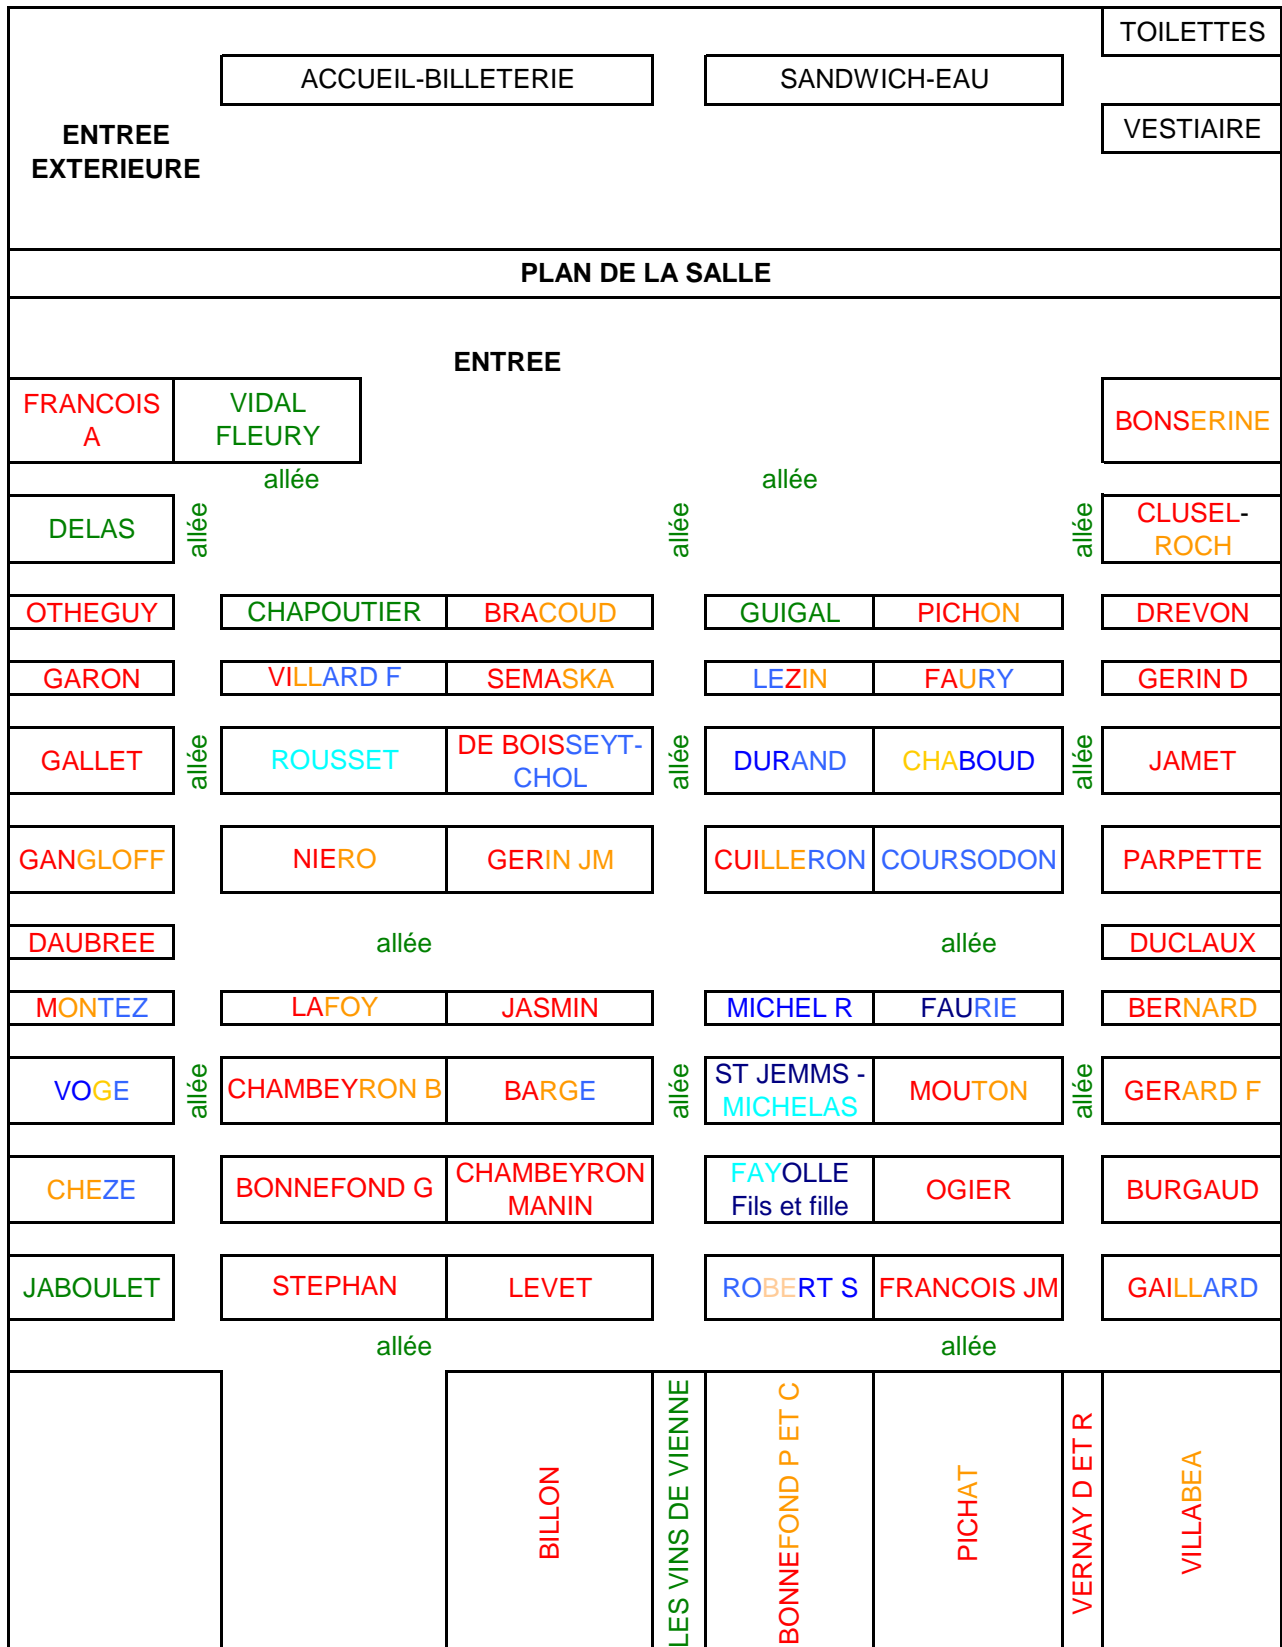 TOILETTES
ACCUEIL-BILLETERIE
SANDWICH-EAU
ENTREE
EXTERIEURE
VESTIAIRE
PLAN DE LA SALLE
ENTREE
FRANCOIS
A
VIDAL
FLEURY
BONSERINE
allée
allée
DELAS
allée
allée
allée
CLUSEL-
ROCH
OTHEGUY
CHAPOUTIER
BRACOUD
GUIGAL
PICHON
DREVON
GARON
VILLARD F
SEMASKA
LEZIN
FAURY
GERIN D
GALLET
allée
ROUSSET
DE BOISSEYT-
CHOL
allée
DURAND
CHABOUD
allée
JAMET
GANGLOFF
NIERO
GERIN JM
CUILLERON
COURSODON
PARPETTE
DAUBREE
allée
allée
DUCLAUX
MONTEZ
LAFOY
JASMIN
MICHEL R
FAURIE
BERNARD
VOGE
allée
CHAMBEYRON B
BARGE
allée
ST JEMMS -
MICHELAS
MOUTON
allée
GERARD F
CHEZE
BONNEFOND G
CHAMBEYRON
MANIN
FAYOLLE
Fils et fille
OGIER
BURGAUD
JABOULET
STEPHAN
LEVET
ROBERT S
FRANCOIS JM
GAILLARD
allée
allée
BILLON
LES VINS DE VIENNE
BONNEFOND P ET C
PICHAT
VERNAY D ET R
VILLABEA